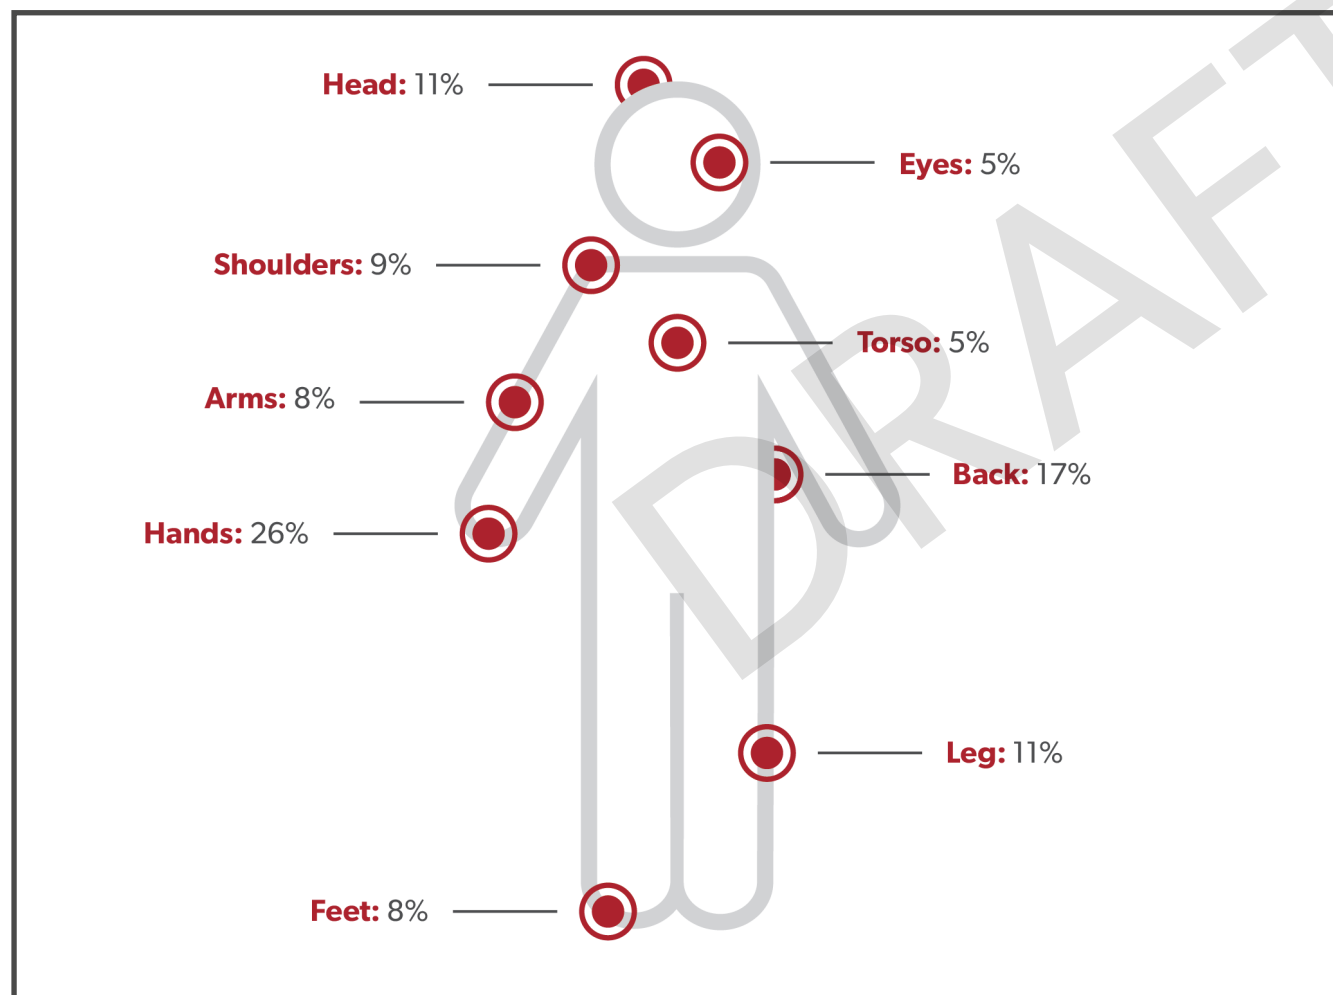 Head: 11%
Eyes: 5%
Shoulders: 9%
Torso: 5%
Arms: 8%
Back: 17%
Hands: 26%
Leg: 11%
Feet: 8%
DRAFT